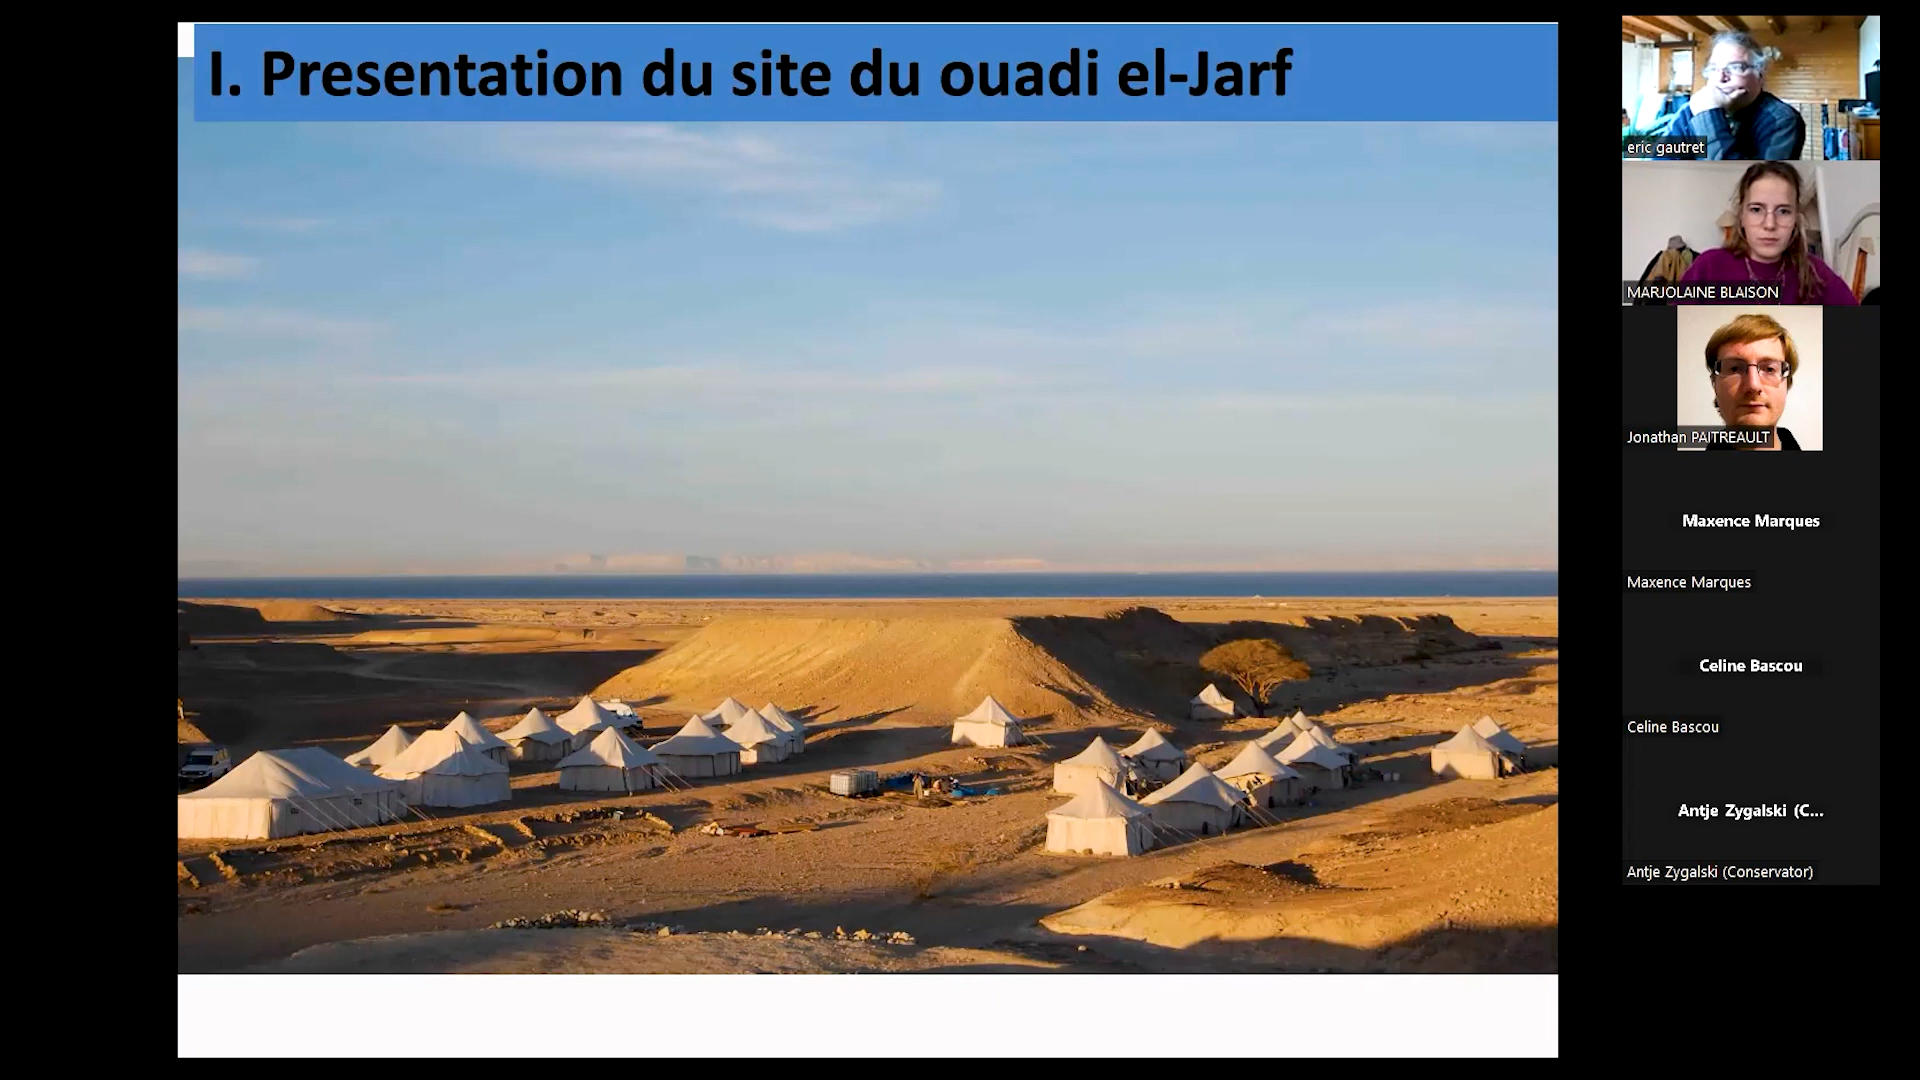 I. Presentation du site du ouadi el-Jarf
eric gautret
MARJOLAINE BLAISON
Jonathan PAITREAULT
Maxence Marques
Maxence Marques
Celine Bascou
Celine Bascou
Antje Zygalski (C...
Antje Zygalski (Conservator)